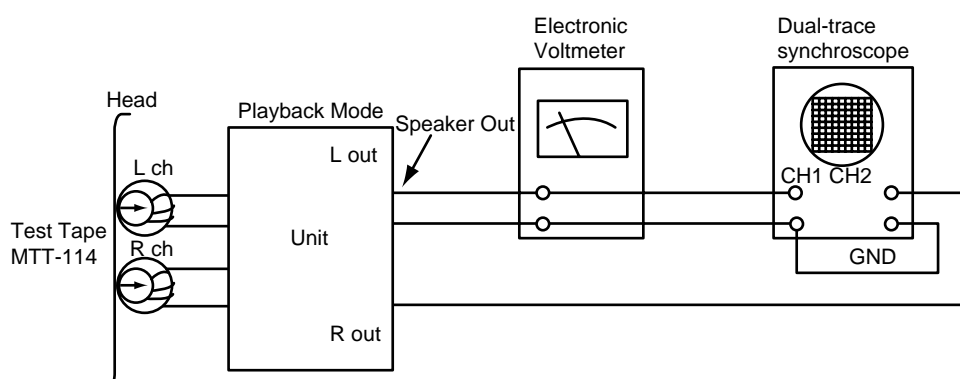 Electronic
Voltmeter
Dual-trace
synchroscope
Head
Playback Mode
Speaker Out
L out
L ch
CH1 CH2
Test Tape
MTT-114
R ch
Unit
GND
R out